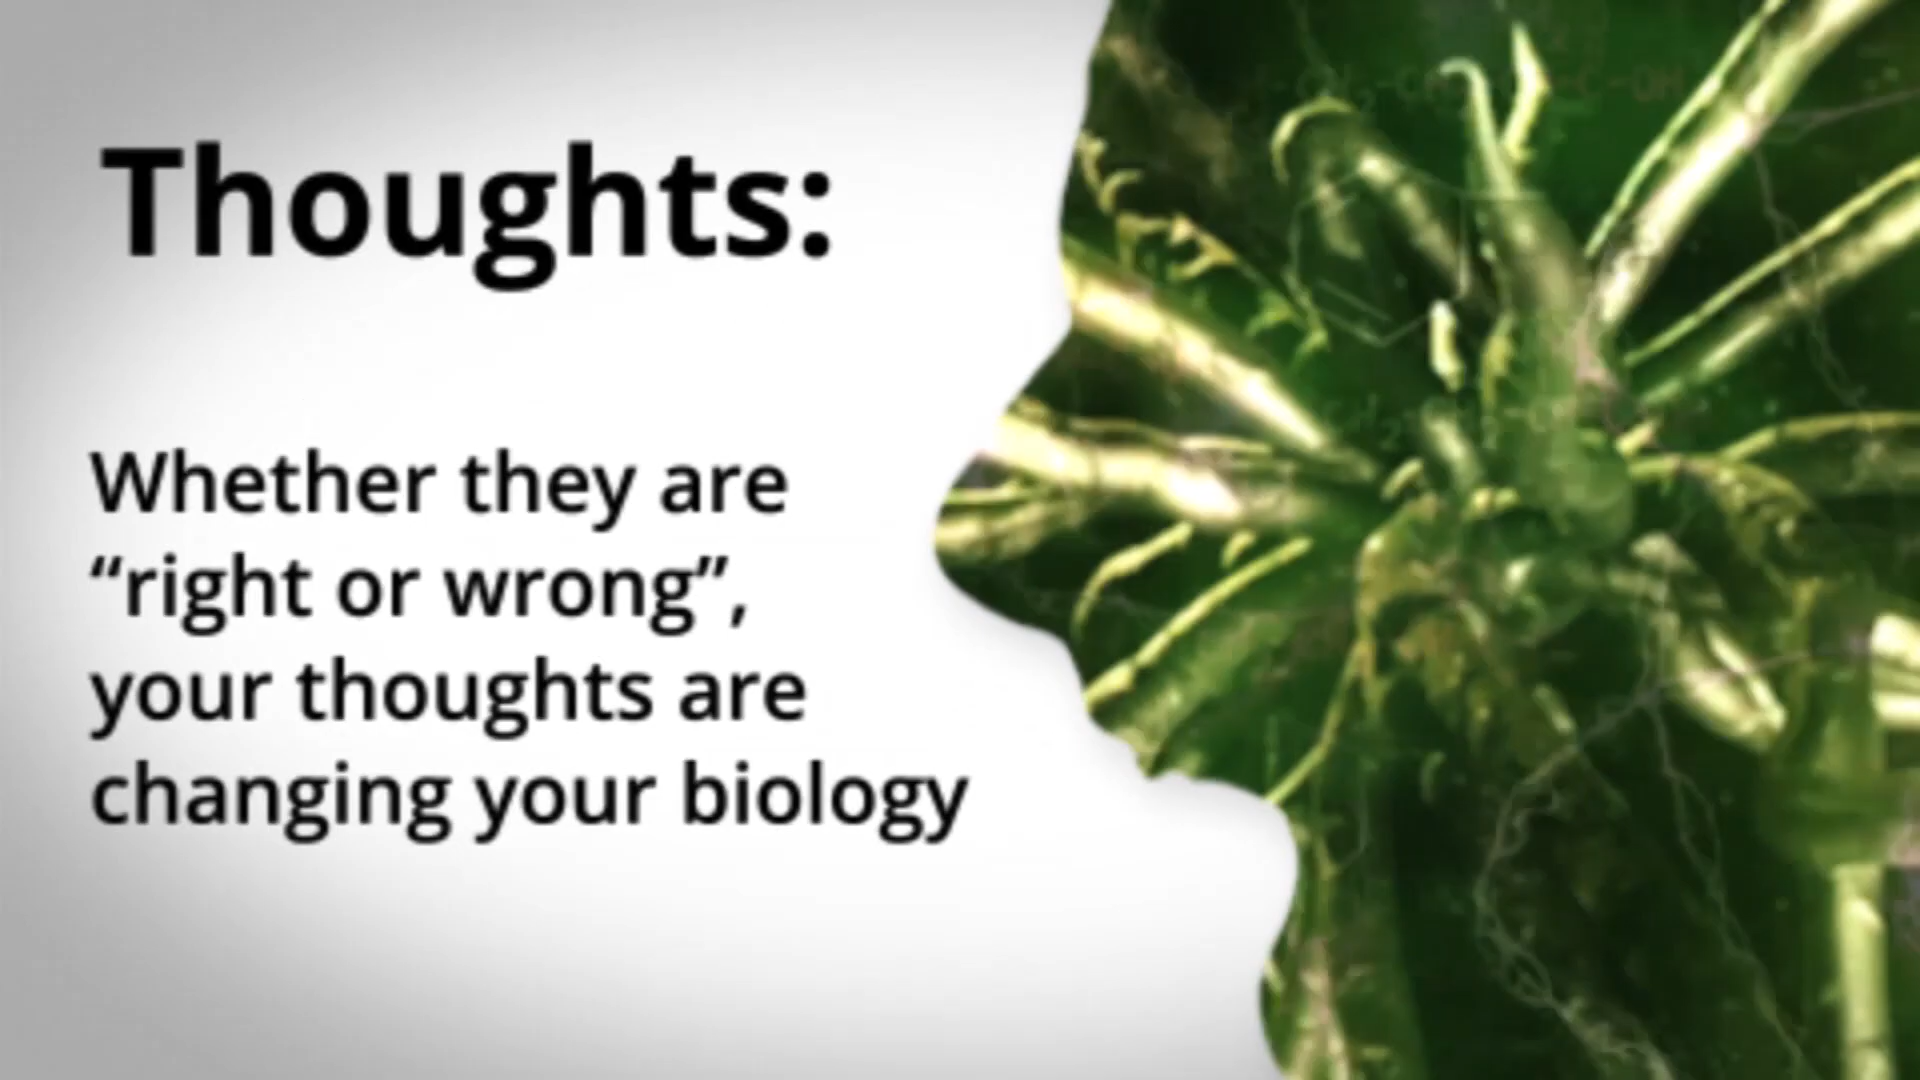 Thoughts:
Whether they are
“right or wrong”,
your thoughts are
changing your biology